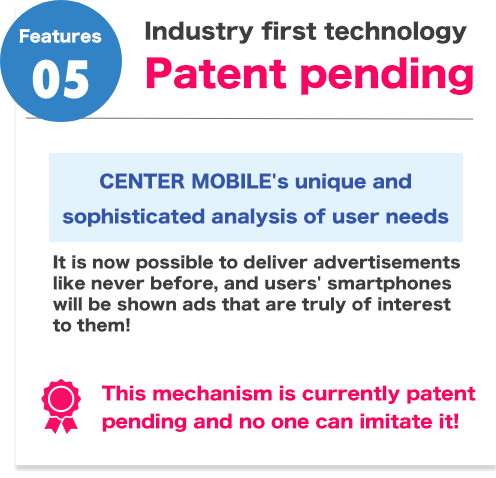 Features
05
Industry first technology
Patent pending
CENTER MOBILE's unique and
sophisticated analysis of user needs
It is now possible to deliver advertisements
like never before, and users' smartphones
will be shown ads that are truly of interest
to them!
This mechanism is currently patent
pending and no one can imitate it!